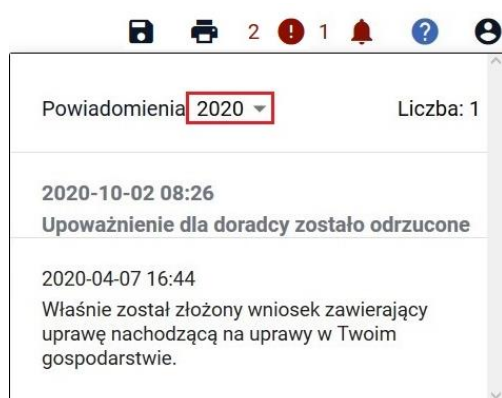 2 ! 1 ?
Powiadomienia 2020 Liczba: 1
2020-10-02 08:26
Upoważnienie dla doradcy zostało odrzucone
2020-04-07 16:44
Właśnie został złożony wniosek zawierający
uprawę nachodzącą na uprawy w Twoim
gospodarstwie.